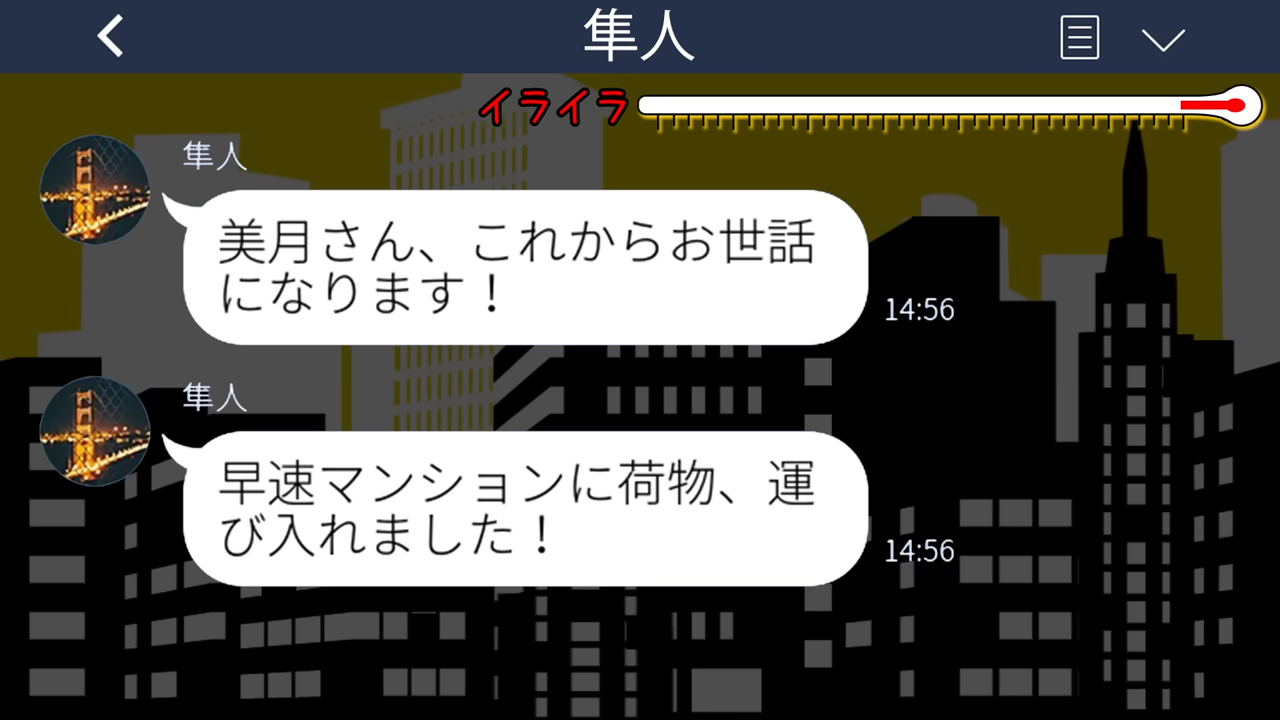 隼人
イライラ
隼人
美月さん、これからお世話
になります！
14:56
隼人
早速マンションに荷物、運
び入れました！
14:56